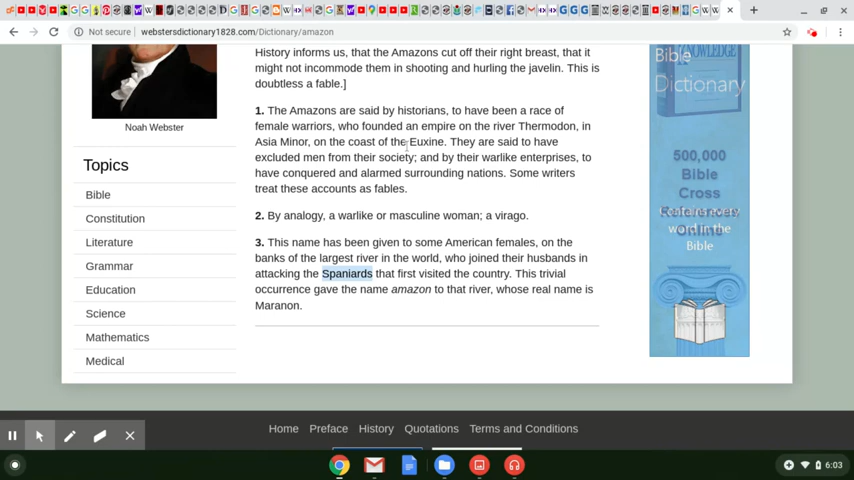 Not secure | webstersdictionary1828.com/Dictionary/amazon
History informs us, that the Amazons cut off their right breast, that it
might not incommode them in shooting and hurling the javelin. This is
doubtless a fable.]
Noah Webster
Topics
Bible
Constitution
Literature
Grammar
Education
Science
Mathematics
Medical
1. The Amazons are said by historians, to have been a race of
female warriors, who founded an empire on the river Thermodon, in
Asia Minor, on the coast of the Euxine. They are said to have
excluded men from their society; and by their warlike enterprises, to
have conquered and alarmed surrounding nations. Some writers
treat these accounts as fables.
2. By analogy, a warlike or masculine woman; a virago.
3. This name has been given to some American females, on the
banks of the largest river in the world, who joined their husbands in
attacking the Spaniards that first visited the country. This trivial
occurrence gave the name amazon to that river, whose real name is
Maranon.
Bible
Dictionary
500,000
Bible
Cross
References
Online
Contains every
word in the
Bible
Home Preface History Quotations Terms and Conditions
6:03